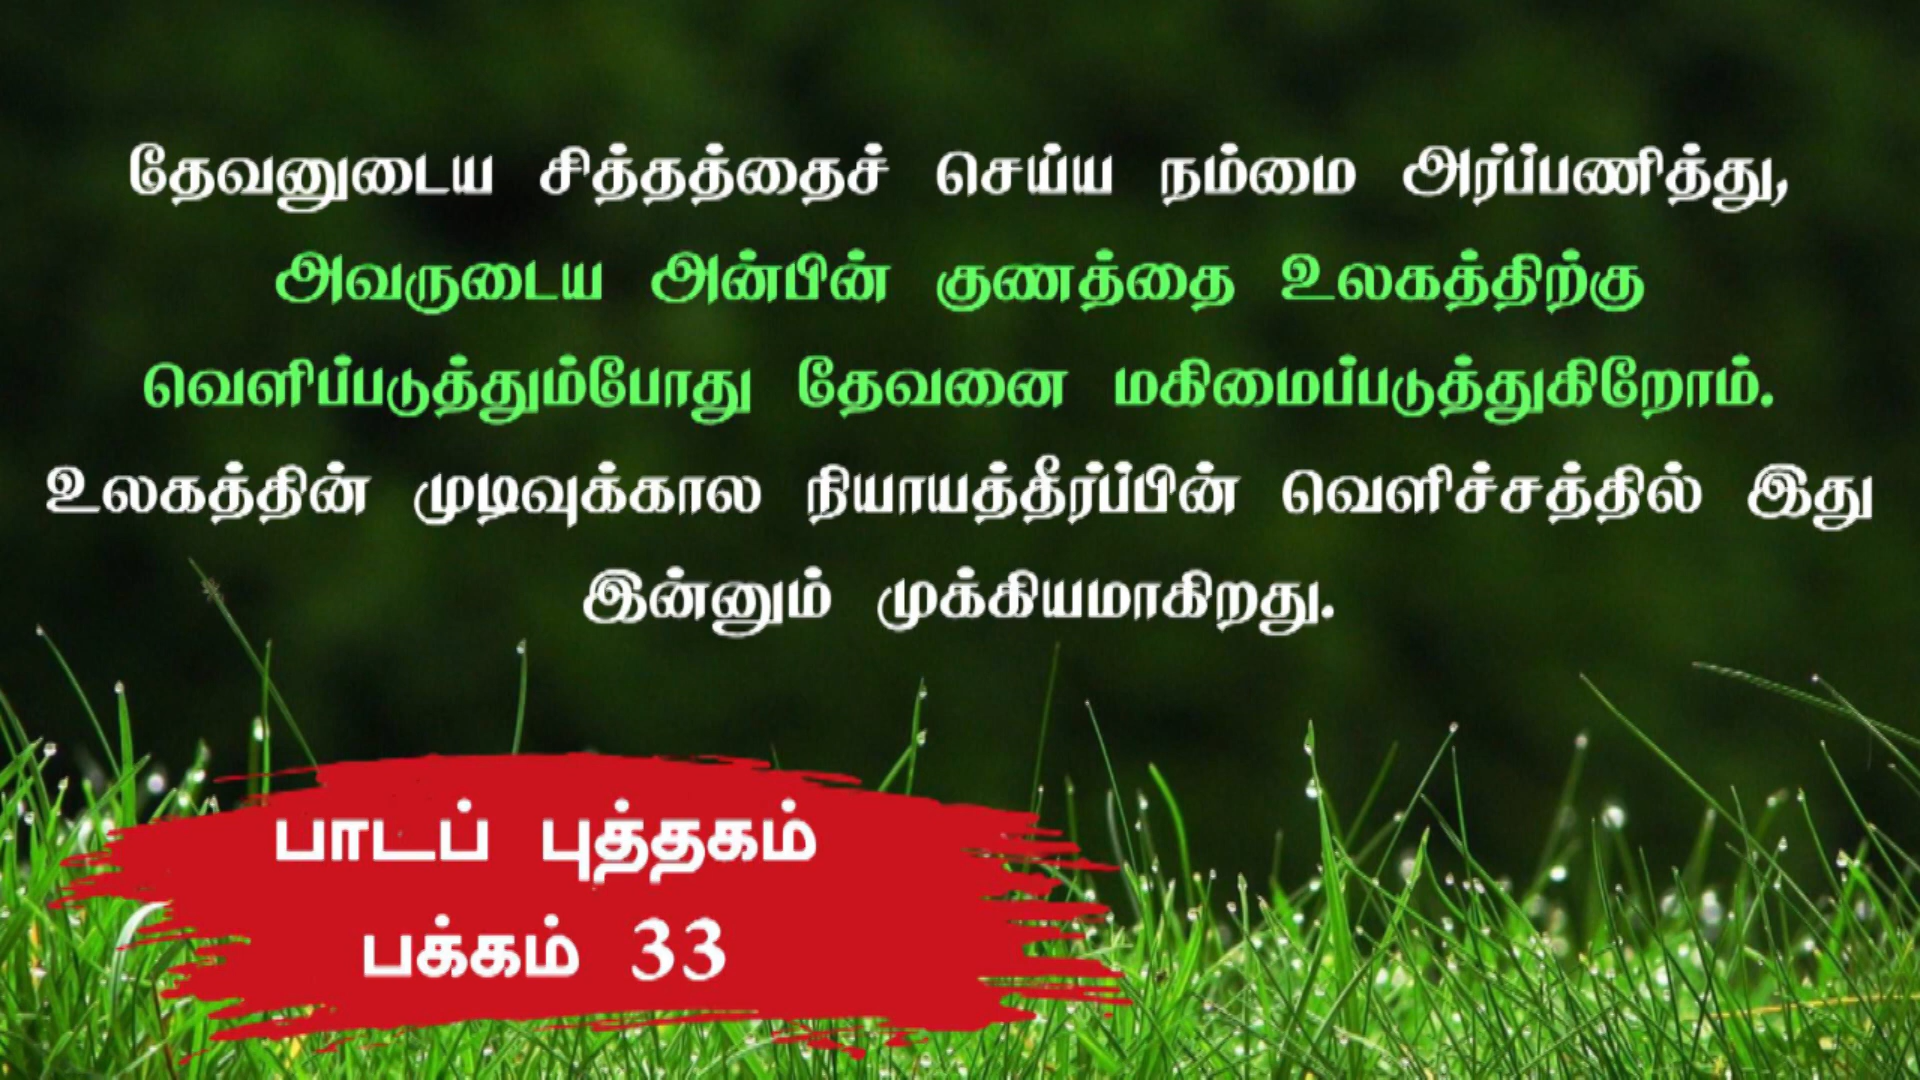 தேவனுடைய சித்தத்தைச் செய்ய நம்மை அர்ப்பணித்து,
அவருடைய அன்பின் குணத்தை உலகத்திற்கு
வெளிப்படுத்தும்போது தேவனை மகிமைப்படுத்துகிறோம்.
உலகத்தின் முடிவுக்கால நியாயத்தீர்ப்பின் வெளிச்சத்தில் இது
இன்னும் முக்கியமாகிறது.
பாடப் புத்தகம்
பக்கம் 33